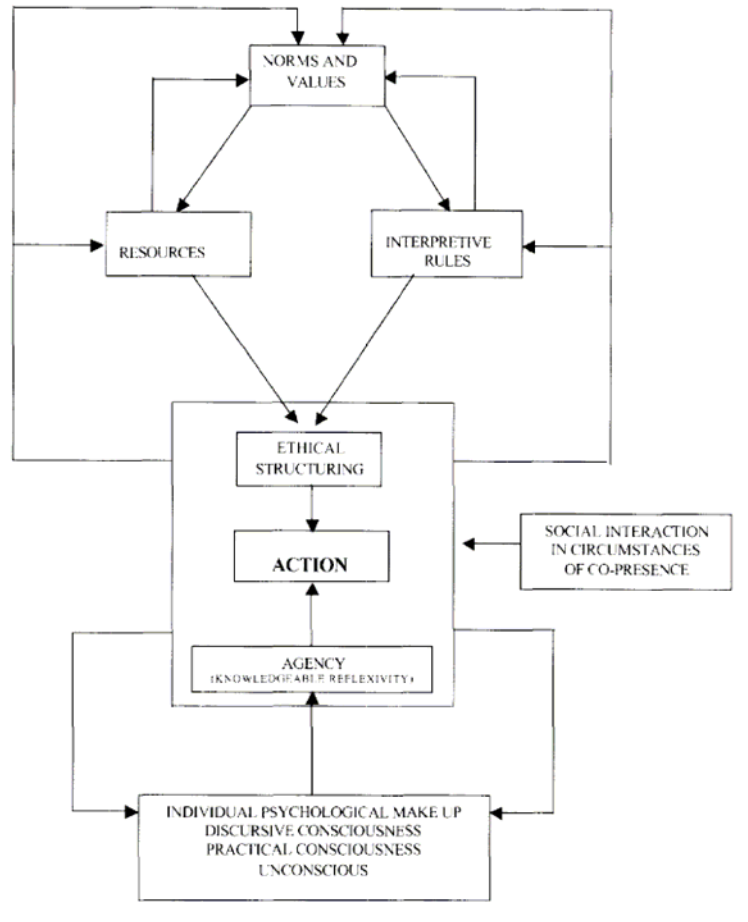 NORMS AND
VALUES
RESOURCES
INTERPRETIVE
RULES
ETHICAL
STRUCTURING
ACTION
SOCIAL INTERACTION
IN CIRCUMSTANCES
OF CO-PRESENCE
AGENCY
(KNOWLEDGEABLE REFLEXIVITY)
INDIVIDUAL PSYCHOLOGICAL MAKE UP
DISCURSIVE CONSCIOUSNESS
PRACTICAL CONSCIOUSNESS
UNCONSCIOUS